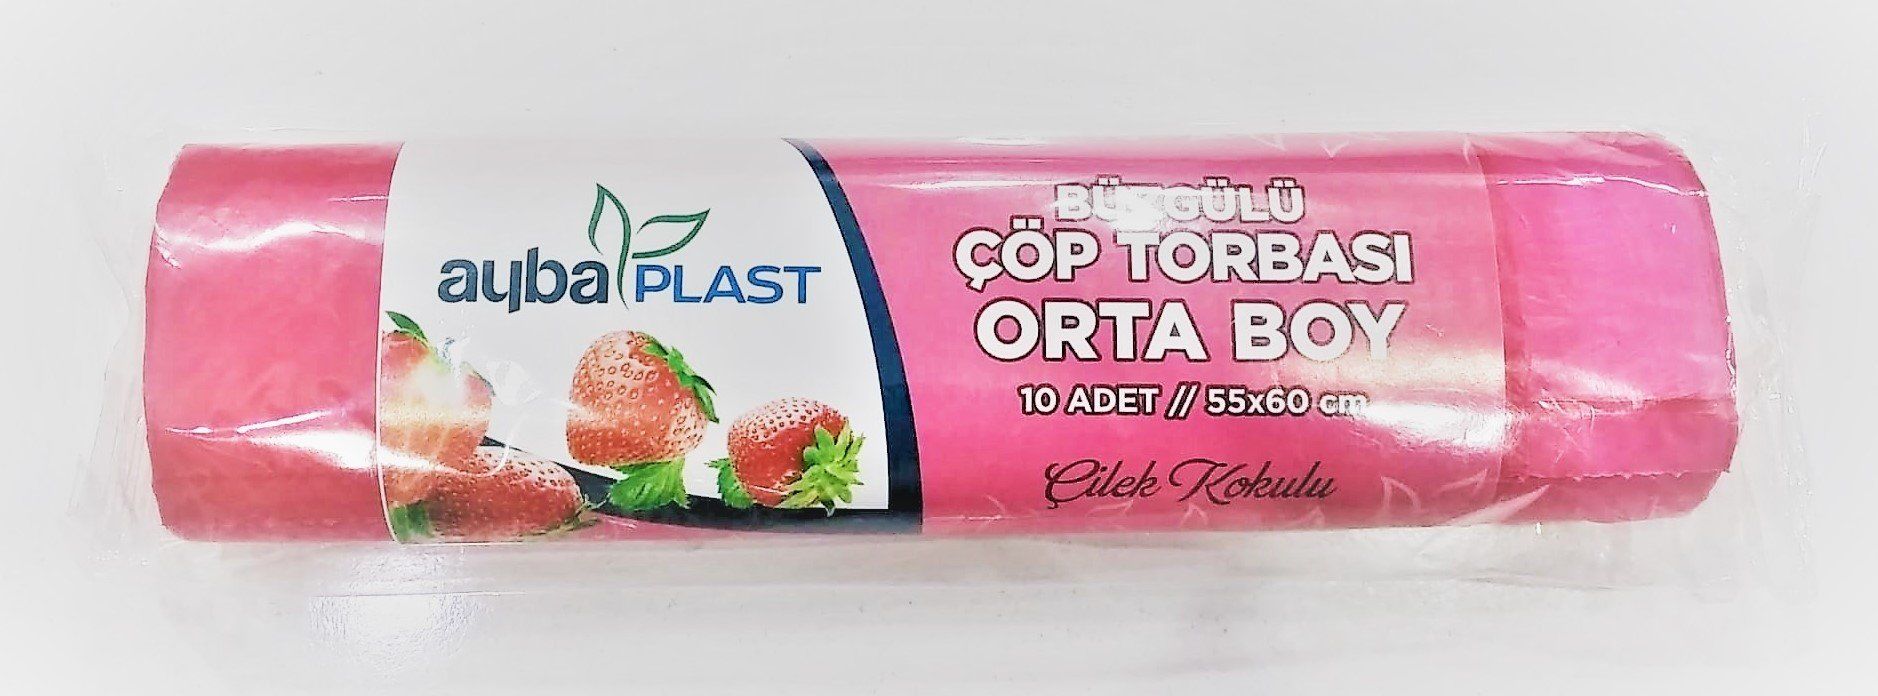 ayba PLAST
BÜZGÜLÜ
ÇÖP TORBASI
ORTA BOY
10 ADET // 55x60 cm
Çilek Kokulu